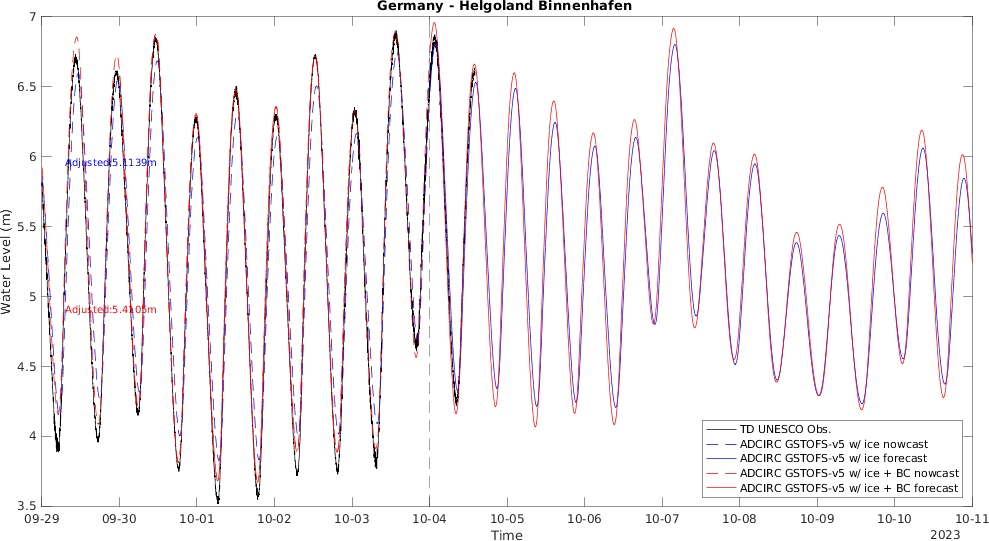 Germany - Helgoland Binnenhafen
7
6.5
6
5.5
5
4.5
4
3.5
Water Level (m)
Adjusted:5.1139m
Adjusted:5.4205m
TD UNESCO Obs.
ADCIRC GSTOFS-v5 w/ ice nowcast
ADCIRC GSTOFS-v5 w/ ice forecast
ADCIRC GSTOFS-v5 w/ ice + BC nowcast
ADCIRC GSTOFS-v5 w/ ice + BC forecast
09-29 09-30 10-01 10-02 10-03 10-04 10-05 10-06 10-07 10-08 10-09 10-10 10-11
Time
2023